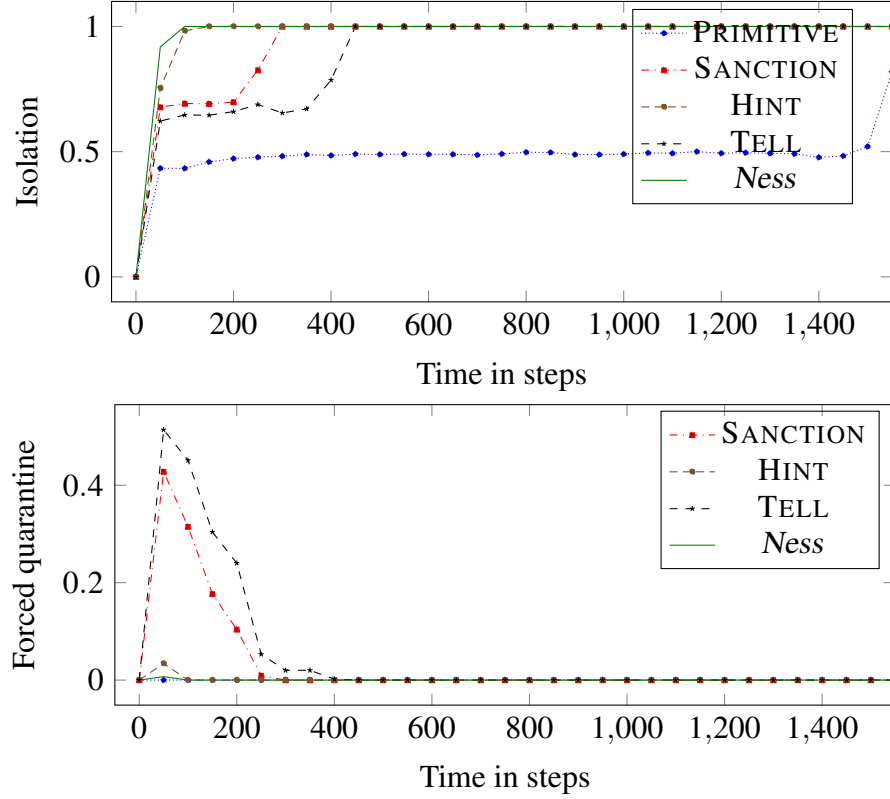 1
0.5
0
Isolation
PRIMITIVE
SANCTION
HINT
TELL
Ness
0 200 400 600 800 1,000 1,200 1,400
Time in steps
0.4
0.2
0
Forced quarantine
SANCTION
HINT
TELL
Ness
0 200 400 600 800 1,000 1,200 1,400
Time in steps